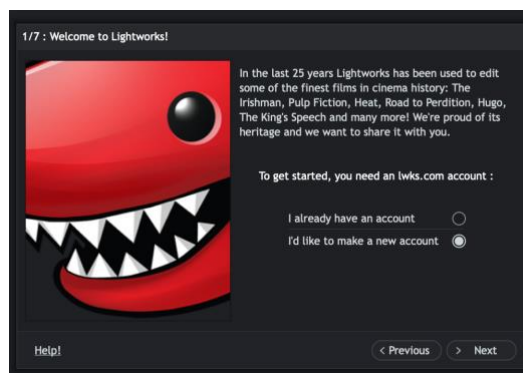 1/7 : Welcome to Lightworks!
In the last 25 years Lightworks has been used to edit
some of the finest films in cinema history: The
Irishman, Pulp Fiction, Heat, Road to Perdition, Hugo,
The King's Speech and many more! We're proud of its
heritage and we want to share it with you.
To get started, you need an lwks.com account :
I already have an account
I'd like to make a new account
Help!
< Previous
> Next